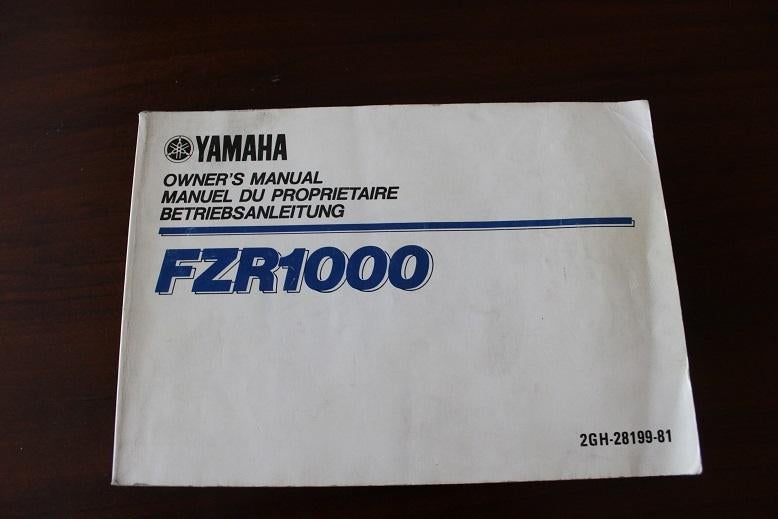 YAMAHA
OWNER'S MANUAL
MANUEL DU PROPRIETAIRE
BETRIEBSANLEITUNG
FZR1000
2GH-28199-81